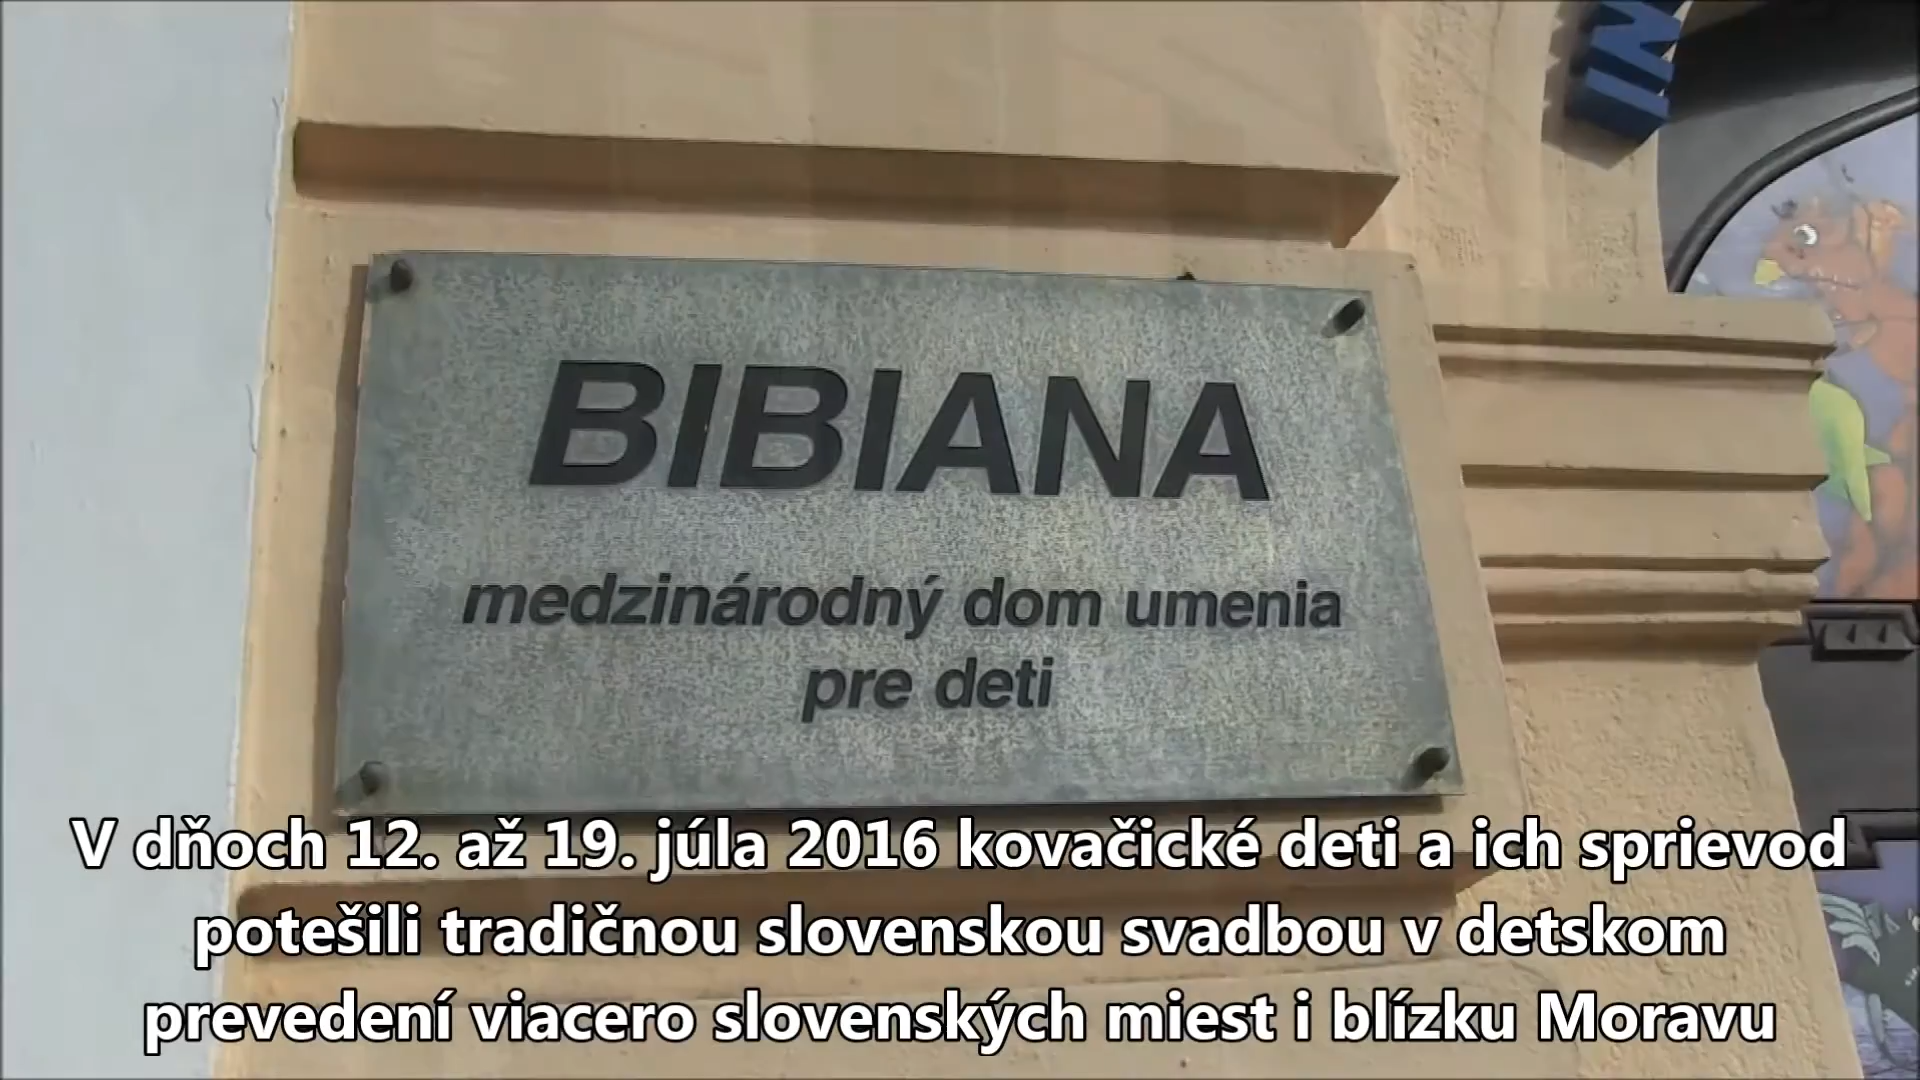 IN
BIBIANA
medzinárodný dom umenia
pre deti
V dňoch 12. až 19. júla 2016 kovačické deti a ich sprievod
potešili tradičnou slovenskou svadbou v detskom
prevedení viacero slovenských miest i blízku Moravu